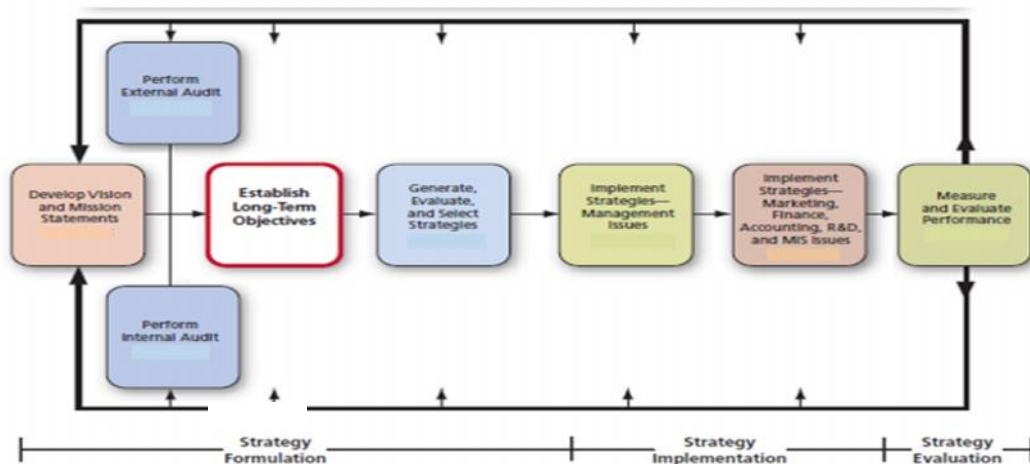 Perform
External Audit
Develop Vision
and Mission
Statements
Establish
Long-Term
Objectives
Generate,
Evaluate,
and Select
Strategies
Implement
Strategies—
Management
Issues
Implement
Strategies—
Marketing,
Finance,
Accounting, R&D,
and MIS Issues
Measure
and Evaluate
Performance
Perform
Internal Audit
Strategy
Formulation
Strategy
Implementation
Strategy
Evaluation